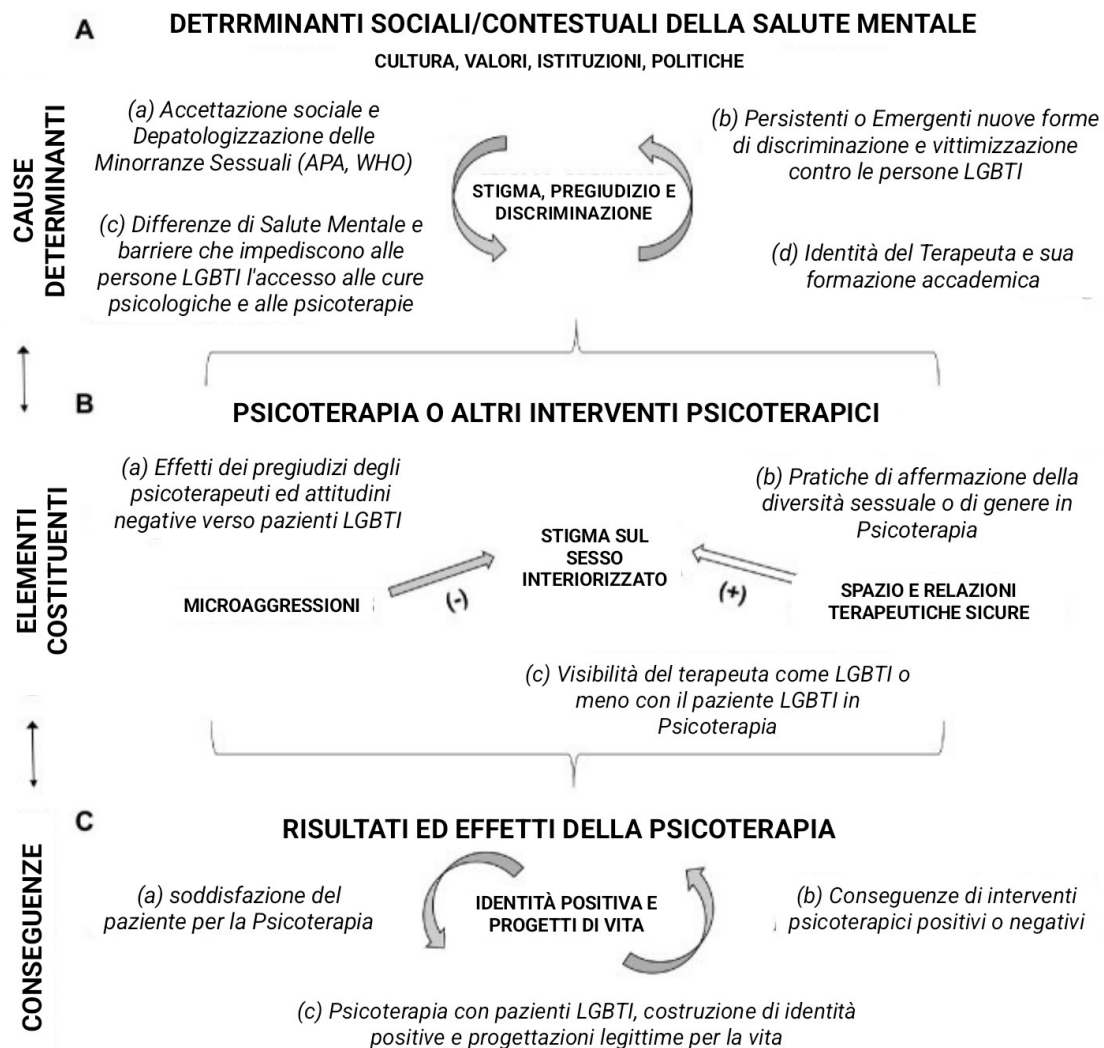 A
DETRRMINANTI SOCIALI/CONTESTUALI DELLA SALUTE MENTALE
CULTURA, VALORI, ISTITUZIONI, POLITICHE
CAUSE
DETERMINANTI
(a) Accettazione sociale e
Depatologizzazione delle
Minorranze Sessuali (APA, WHO)
(b) Persistenti o Emergenti nuove forme
di discriminazione e vittimizzazione
contro le persone LGBTI
STIGMA, PREGIUDIZIO E
DISCRIMINAZIONE
(c) Differenze di Salute Mentale e
barriere che impediscono alle
persone LGBTI l'accesso alle cure
psicologiche e alle psicoterapie
(d) Identità del Terapeuta e sua
formazione accademica
B
PSICOTERAPIA O ALTRI INTERVENTI PSICOTERAPICI
ELEMENTI
COSTITUENTI
(a) Effetti dei pregiudizi degli
psicoterapeuti ed attitudini
negative verso pazienti LGBTI
(b) Pratiche di affermazione della
diversità sessuale o di genere in
Psicoterapia
STIGMA SUL
SESSO
INTERIORIZZATO
MICROAGGRESSIONI
(-)
(+)
SPAZIO E RELAZIONI
TERAPEUTICHE SICURE
(c) Visibilità del terapeuta come LGBTI o
meno con il paziente LGBTI in
Psicoterapia
C
RISULTATI ED EFFETTI DELLA PSICOTERAPIA
CONSEGUENZE
(a) soddisfazione del
paziente per la Psicoterapia
IDENTITÀ POSITIVA E
PROGETTI DI VITA
(b) Conseguenze di interventi
psicoterapici positivi o negativi
(c) Psicoterapia con pazienti LGBTI, costruzione di identità
positive e progettazioni legittime per la vita